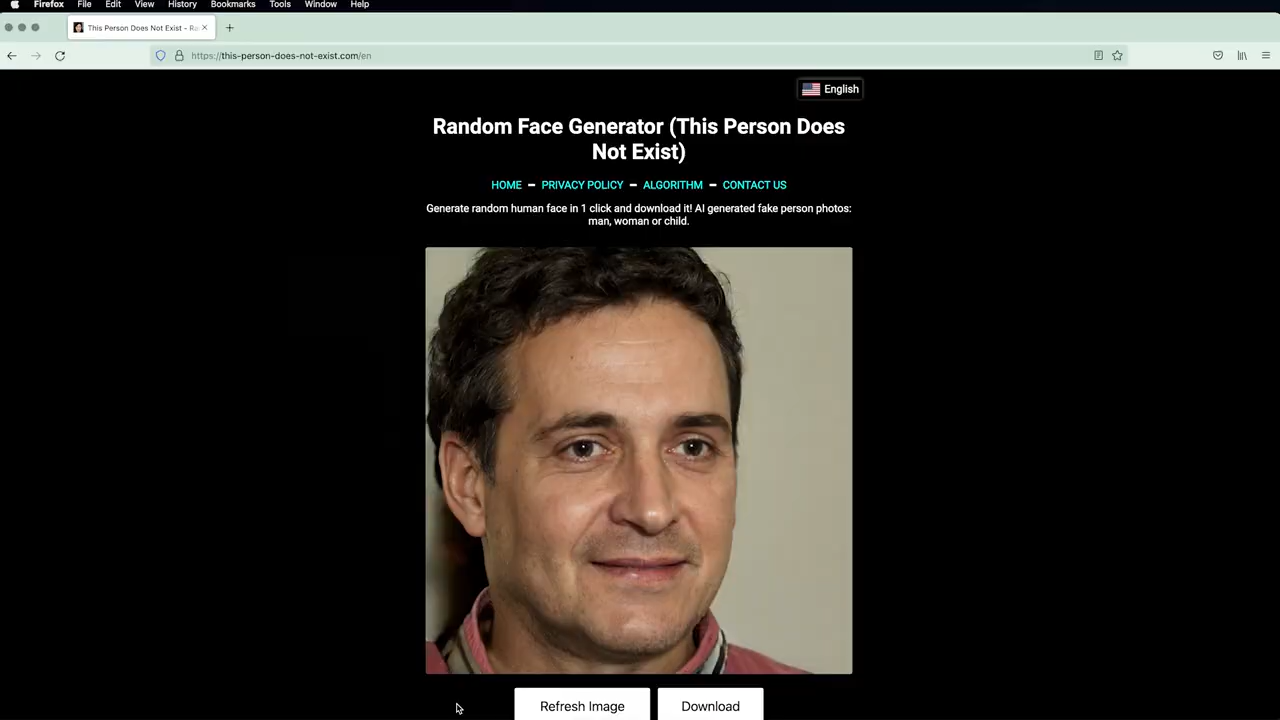 Firefox File Edit View History Bookmarks Tools Window Help
This Person Does Not Exist - Ra
https://this-person-does-not-exist.com/en
English
Random Face Generator (This Person Does
Not Exist)
HOME – PRIVACY POLICY – ALGORITHM – CONTACT US
Generate random human face in 1 click and download it! AI generated fake person photos:
man, woman or child.
Refresh Image Download